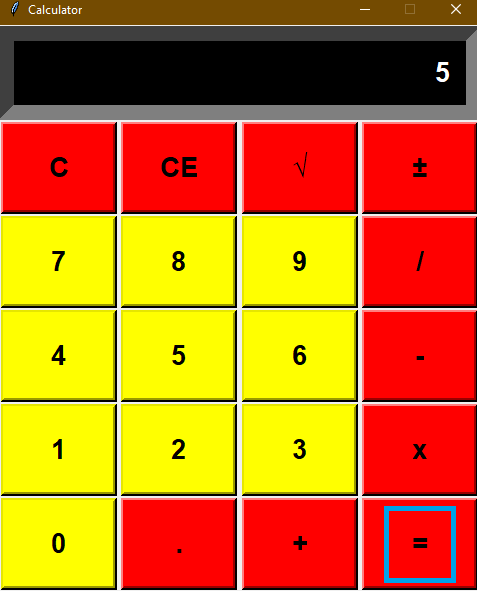 Calculator
5
C CE √ ±
7 8 9 /
4 5 6 -
1 2 3 x
0 . + =